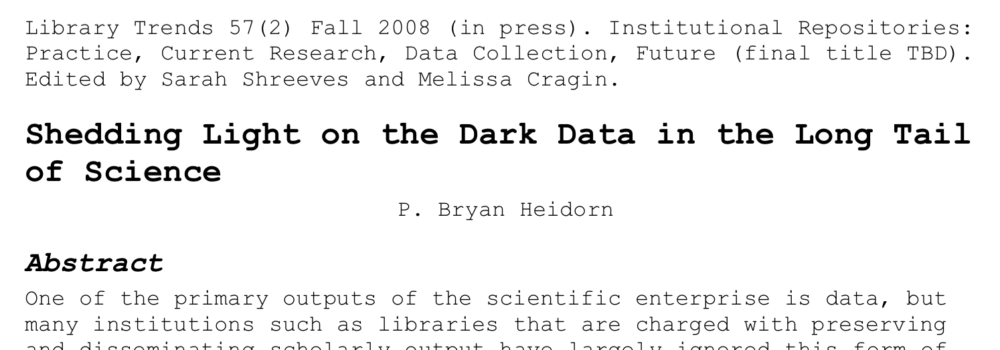 Library Trends 57(2) Fall 2008 (in press). Institutional Repositories:
Practice, Current Research, Data Collection, Future (final title TBD).
Edited by Sarah Shreeves and Melissa Cragin.
Shedding Light on the Dark Data in the Long Tail
of Science
P. Bryan Heidorn
Abstract
One of the primary outputs of the scientific enterprise is data, but
many institutions such as libraries that are charged with preserving
and disseminating scholarly output have largely ignored this form of